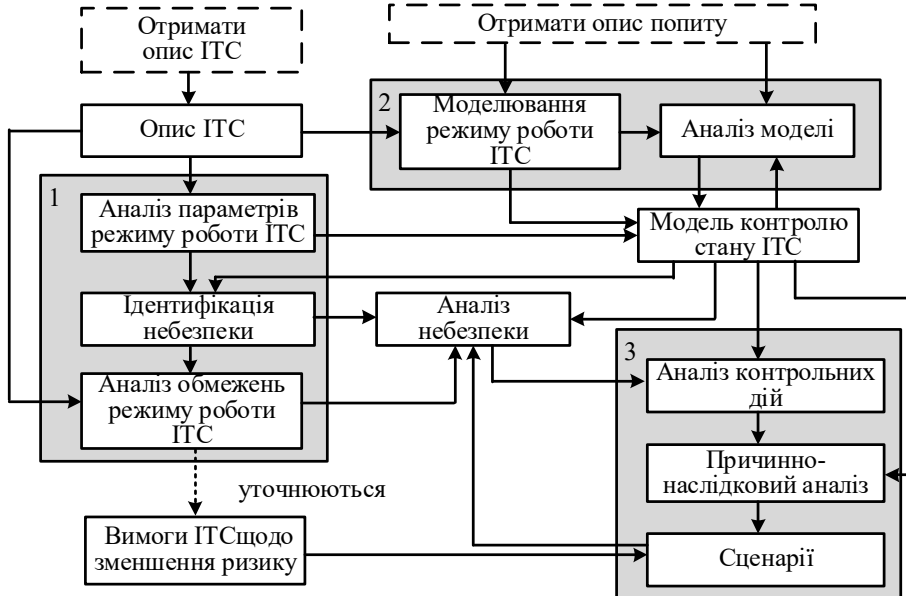 Отримати
опис ІТС
Отримати опис попиту
Опис ІТС
2
Моделювання
режиму роботи
ІТС
Аналіз моделі
1
Аналіз параметрів
режиму роботи ІТС
Модель контролю
стану ІТС
Ідентифікація
небезпеки
Аналіз
небезпеки
3
Аналіз контрольних
дій
Аналіз обмежень
режиму роботи
ІТС
Причинно-
наслідковий аналіз
уточнюються
Вимоги ІТСщодо
зменшення ризику
Сценарії